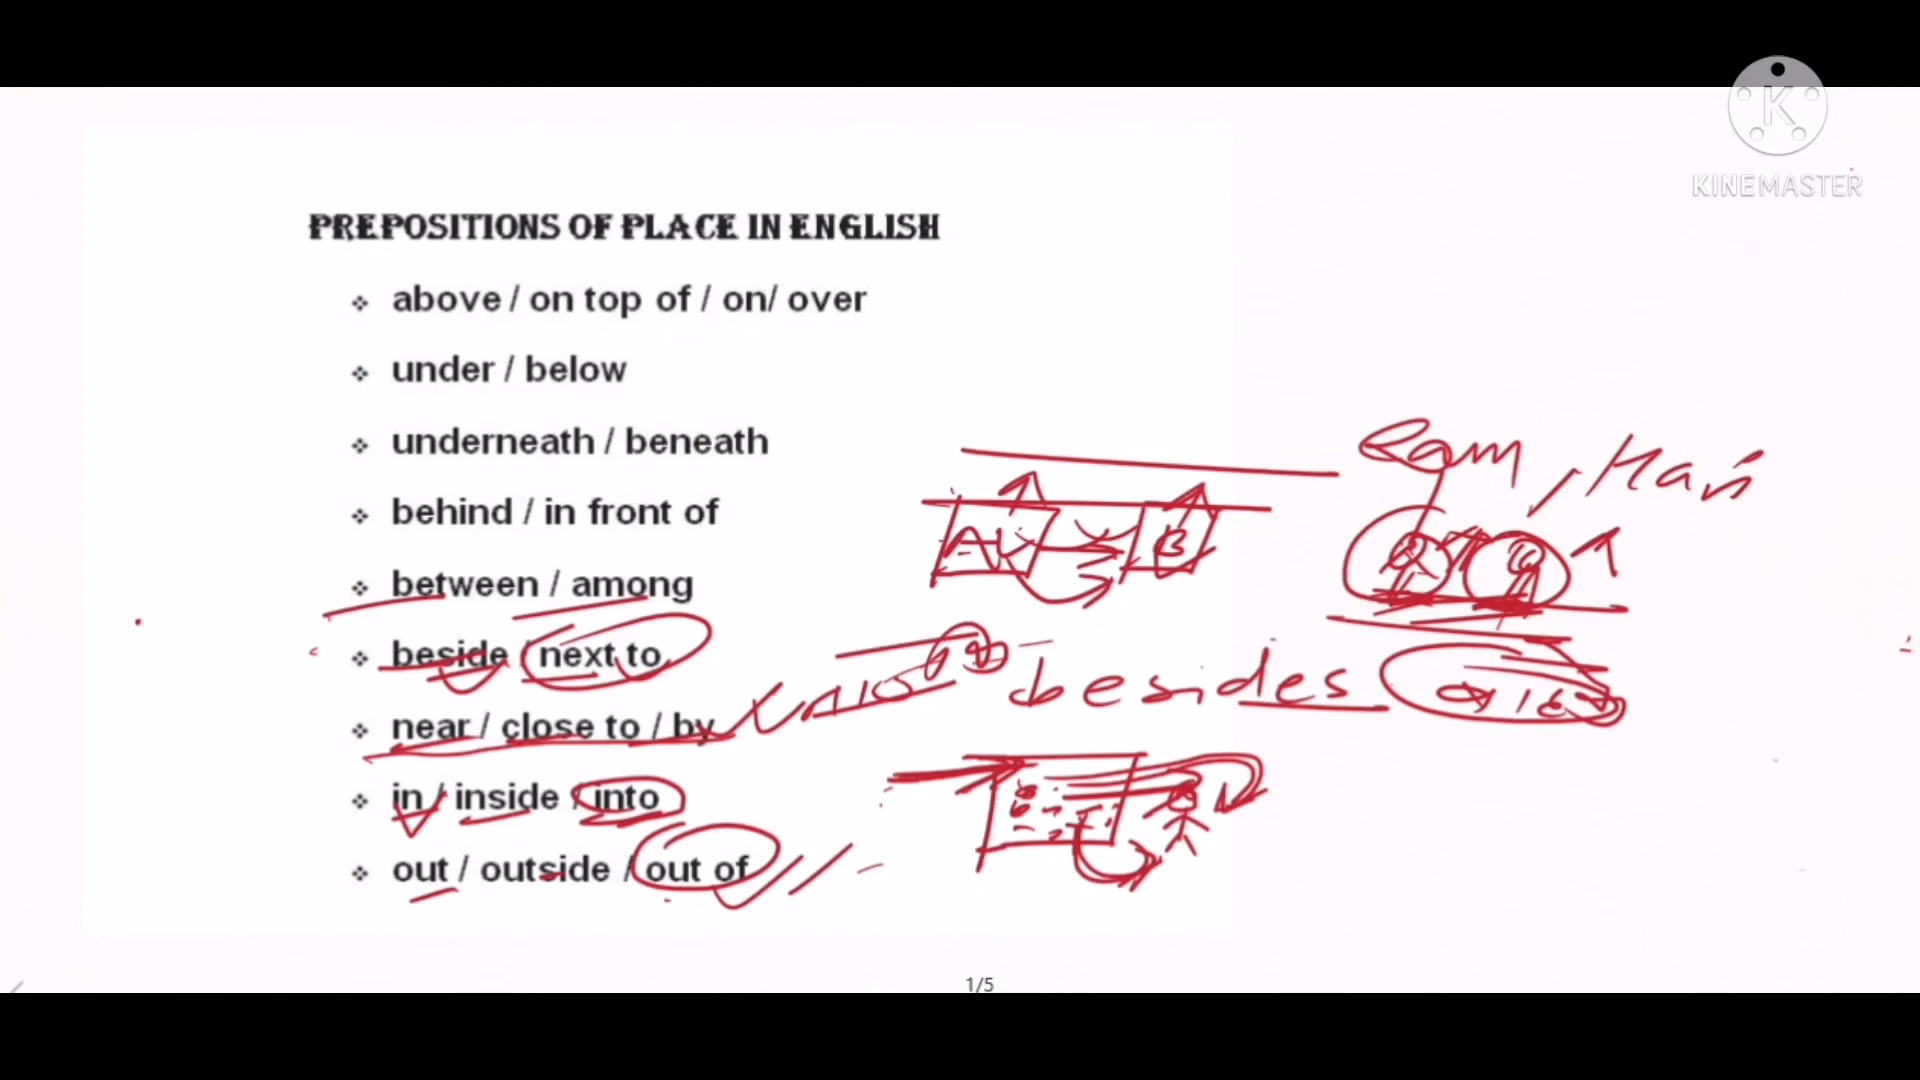 KINEMASTER
PREPOSITIONS OF PLACE IN ENGLISH
above / on top of / on/ over
under / below
underneath / beneath
behind / in front of
between / among
beside / next to
near / close to / by
in / inside / into
out / outside / out of
Ram, Hari
A B
besides
1/5